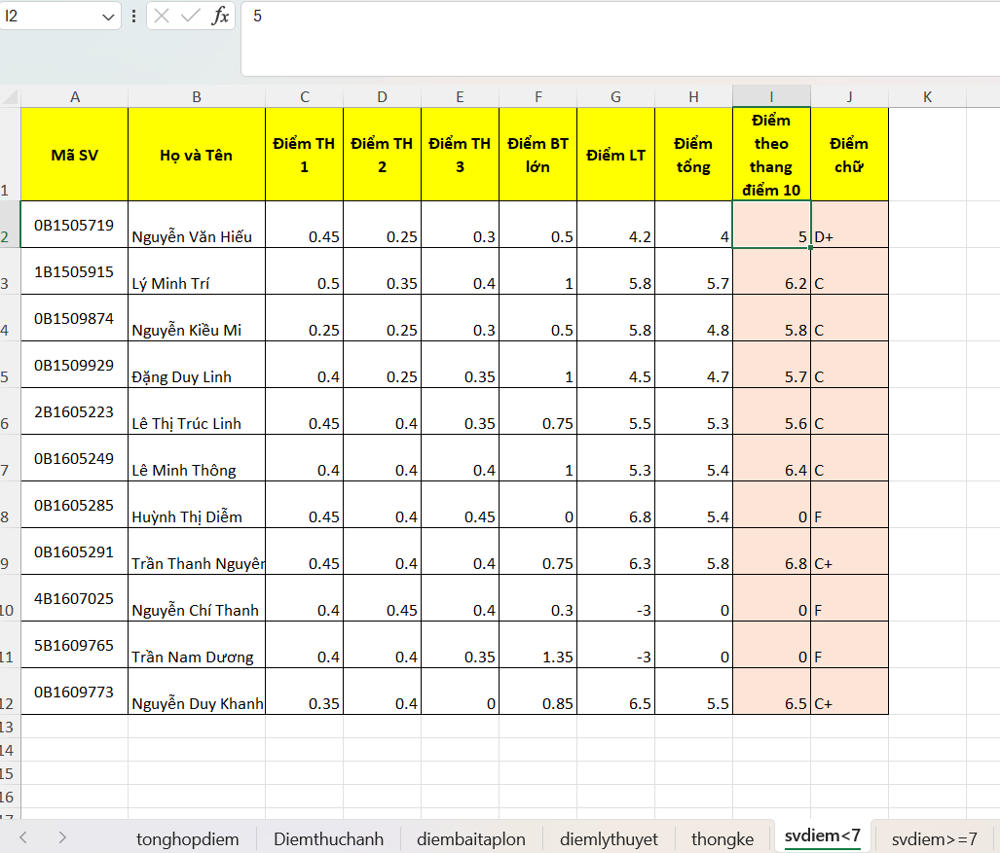 I2 fx 5
A B C D E F G H I J K
1 Mã SV Họ và Tên Điểm TH 1 Điểm TH 2 Điểm TH 3 Điểm BT lớn Điểm LT Điểm tổng Điểm theo thang điểm 10 Điểm chữ
2 0B1505719 Nguyễn Văn Hiếu 0.45 0.25 0.3 0.5 4.2 4 5 D+
3 1B1505915 Lý Minh Trí 0.5 0.35 0.4 1 5.8 5.7 6.2 C
4 0B1509874 Nguyễn Kiều Mi 0.25 0.25 0.3 0.5 5.8 4.8 5.8 C
5 0B1509929 Đặng Duy Linh 0.4 0.25 0.35 1 4.5 4.7 5.7 C
6 2B1605223 Lê Thị Trúc Linh 0.45 0.4 0.35 0.75 5.5 5.3 5.6 C
7 0B1605249 Lê Minh Thông 0.4 0.4 0.4 1 5.3 5.4 6.4 C
8 0B1605285 Huỳnh Thị Diễm 0.45 0.4 0.45 0 6.8 5.4 0 F
9 0B1605291 Trần Thanh Nguyên 0.45 0.4 0.4 0.75 6.3 5.8 6.8 C+
10 4B1607025 Nguyễn Chí Thanh 0.4 0.45 0.4 0.3 -3 0 0 F
11 5B1609765 Trần Nam Dương 0.4 0.4 0.35 1.35 -3 0 0 F
12 0B1609773 Nguyễn Duy Khanh 0.35 0.4 0 0.85 6.5 5.5 6.5 C+
13
14
15
16
17
tonghopdiem Diemthuchanh diembaitaplon diemlythuyet thongke svdiem<7 svdiem>=7